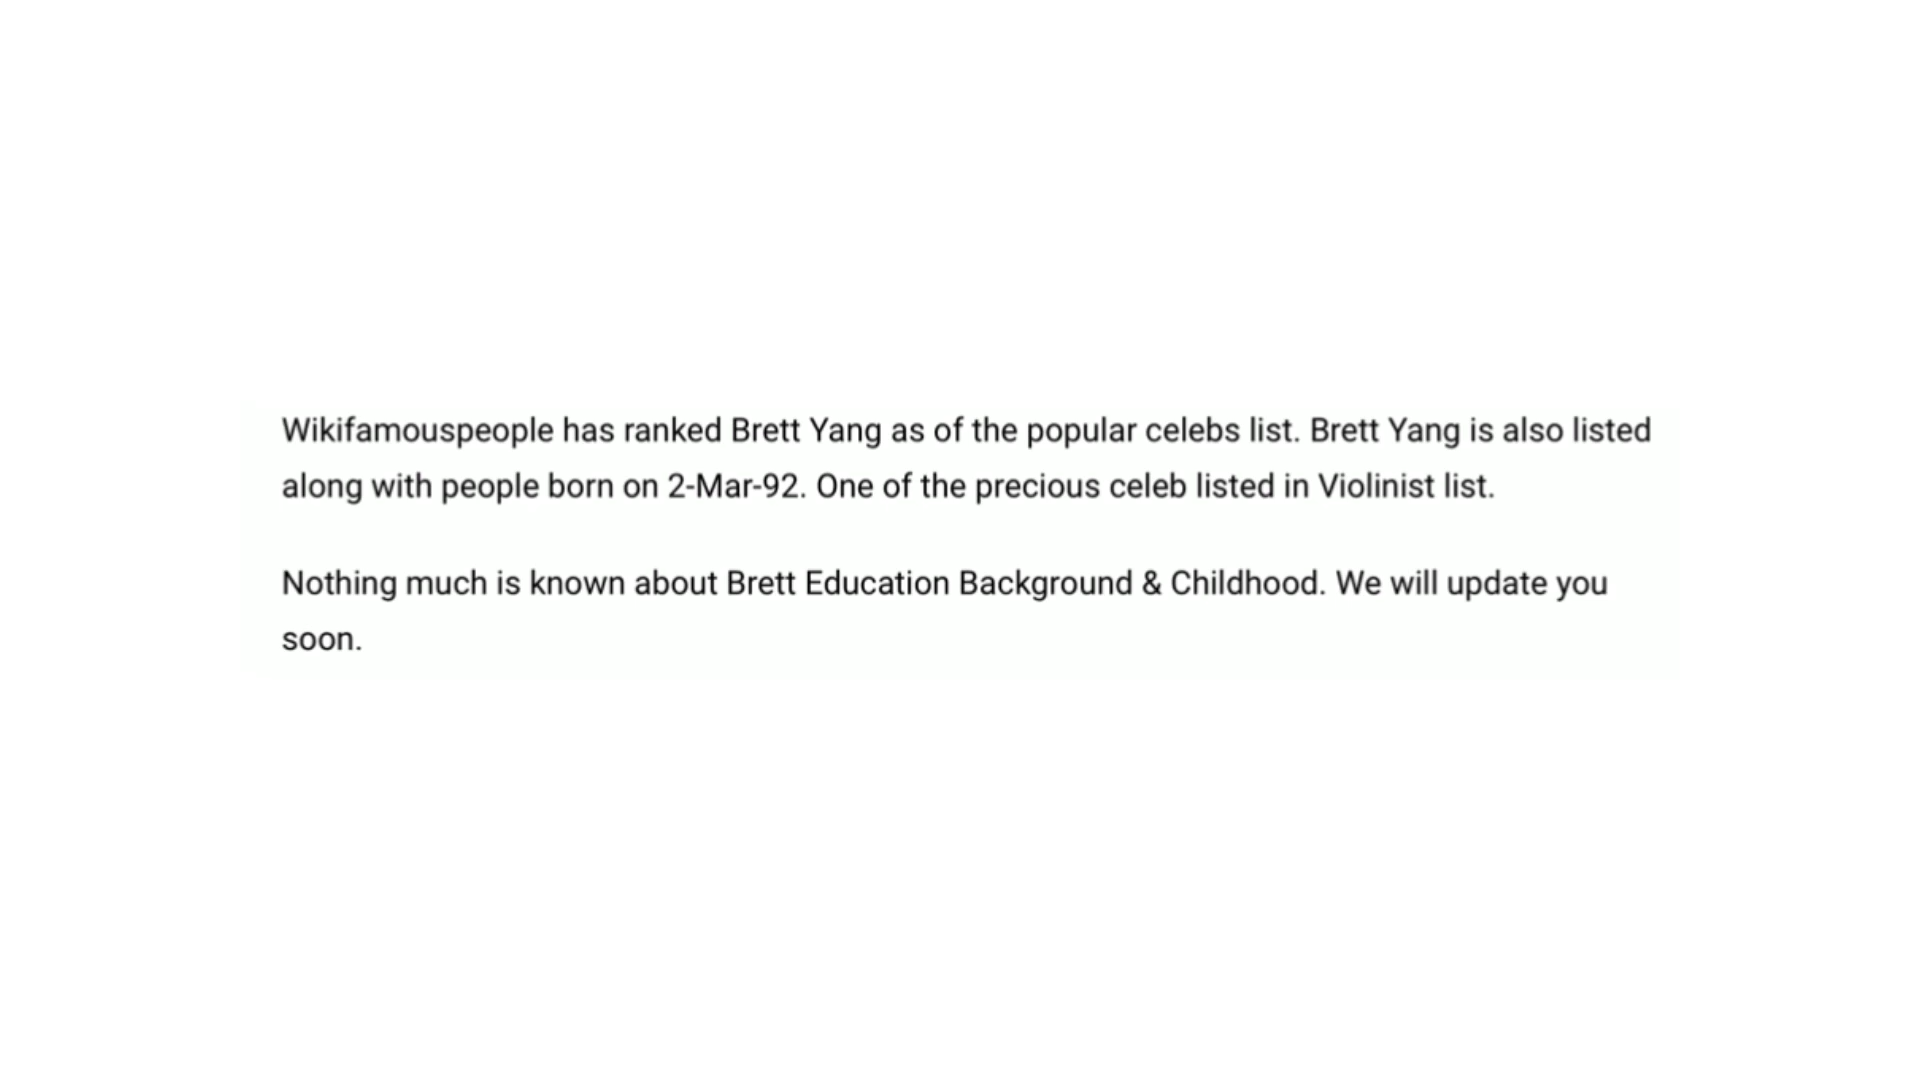 Wikifamouspeople has ranked Brett Yang as of the popular celebs list. Brett Yang is also listed
along with people born on 2-Mar-92. One of the precious celeb listed in Violinist list.
Nothing much is known about Brett Education Background & Childhood. We will update you
soon.